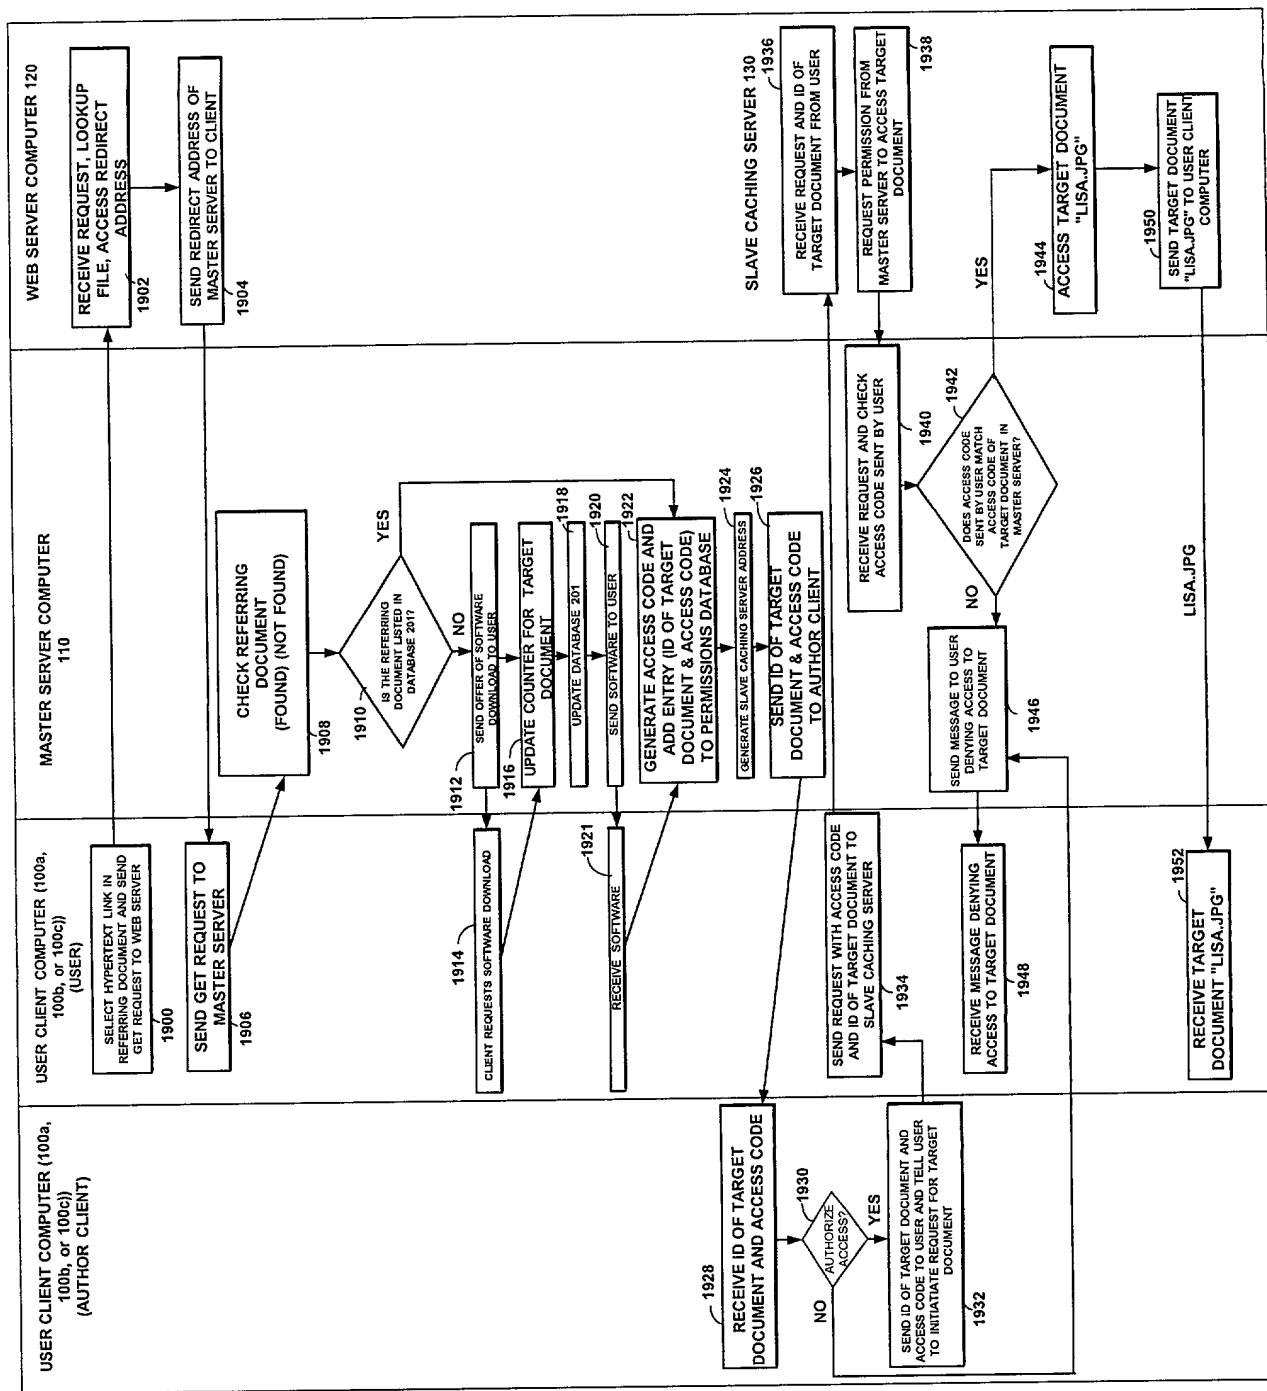 USER CLIENT COMPUTER (100a,
100b, or 100c))
(AUTHOR CLIENT)
USER CLIENT COMPUTER (100a,
100b, or 100c))
(USER)
MASTER SERVER COMPUTER
110
WEB SERVER COMPUTER 120
SELECT HYPERTEXT LINK IN
REFERRING DOCUMENT AND SEND
GET REQUEST TO WEB SERVER
1900
RECEIVE REQUEST, LOOKUP
FILE, ACCESS REDIRECT
ADDRESS
1902
SEND REDIRECT ADDRESS OF
MASTER SERVER TO CLIENT
1904
SEND GET REQUEST TO
MASTER SERVER
1906
CHECK REFERRING
DOCUMENT
(FOUND) (NOT FOUND)
1908
IS THE REFERRING
DOCUMENT LISTED IN
DATABASE 201?
1910
YES
NO
SEND OFFER OF SOFTWARE
DOWNLOAD TO USER
1912
CLIENT REQUESTS SOFTWARE DOWNLOAD
1914
UPDATE COUNTER FOR TARGET
DOCUMENT
1916
UPDATE DATABASE 201
1918
SEND SOFTWARE TO USER
1920
RECEIVE SOFTWARE
1921
GENERATE ACCESS CODE AND
ADD ENTRY (ID OF TARGET
DOCUMENT & ACCESS CODE)
TO PERMISSIONS DATABASE
1922
GENERATE SLAVE CACHING SERVER ADDRESS
1924
SEND ID OF TARGET
DOCUMENT & ACCESS CODE
TO AUTHOR CLIENT
1926
RECEIVE ID OF TARGET
DOCUMENT AND ACCESS CODE
1928
AUTHORIZE
ACCESS?
1930
NO
YES
SEND ID OF TARGET DOCUMENT AND
ACCESS CODE TO USER AND TELL USER
TO INITIATIATE REQUEST FOR TARGET
DOCUMENT
1932
SEND REQUEST WITH ACCESS CODE
AND ID OF TARGET DOCUMENT TO
SLAVE CACHING SERVER
1934
SLAVE CACHING SERVER 130
RECEIVE REQUEST AND ID OF
TARGET DOCUMENT FROM USER
1936
REQUEST PERMISSION FROM
MASTER SERVER TO ACCESS TARGET
DOCUMENT
1938
RECEIVE REQUEST AND CHECK
ACCESS CODE SENT BY USER
1940
DOES ACCESS CODE
SENT BY USER MATCH
ACCESS CODE OF
TARGET DOCUMENT IN
MASTER SERVER?
1942
YES
NO
ACCESS TARGET DOCUMENT
"LISA.JPG"
1944
SEND MESSAGE TO USER
DENYING ACCESS TO
TARGET DOCUMENT
1946
RECEIVE MESSAGE DENYING
ACCESS TO TARGET DOCUMENT
1948
SEND TARGET DOCUMENT
"LISA.JPG" TO USER CLIENT
COMPUTER
1950
LISA.JPG
RECEIVE TARGET
DOCUMENT "LISA.JPG"
1952